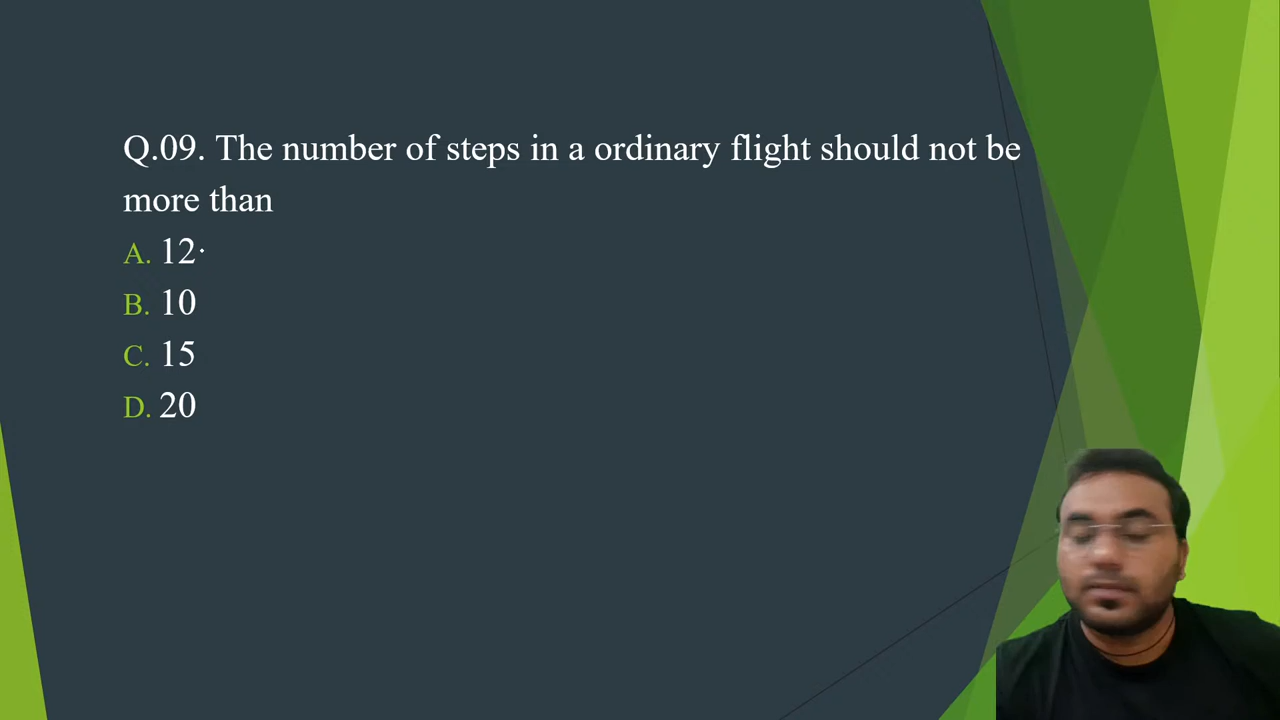 Q.09. The number of steps in a ordinary flight should not be
more than
A. 12
B. 10
C. 15
D. 20